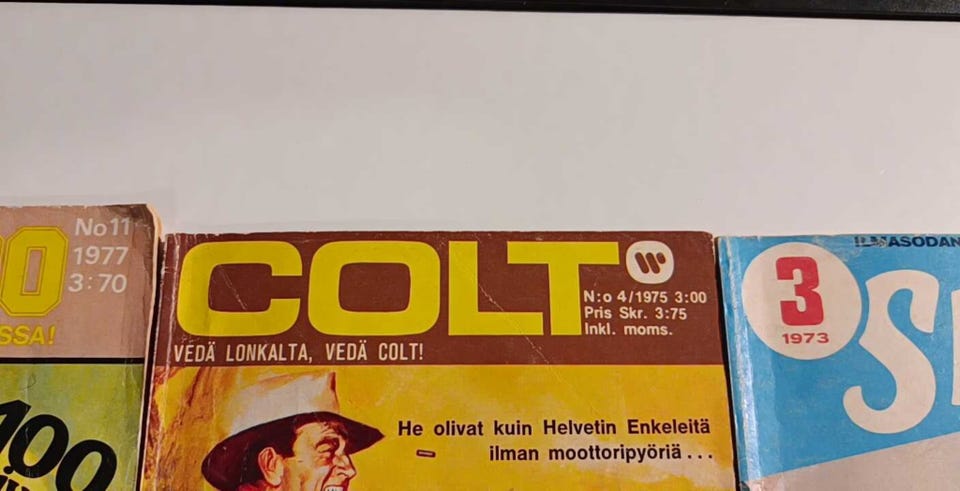 No 11
1977
3:70
SSA!
100
COLT
N:o 4/1975 3:00
Pris Skr. 3:75
Inkl. moms.
VEDÄ LONKALTA, VEDÄ COLT!
He olivat kuin Helvetin Enkeleitä
ilman moottoripyöriä...
3
1973
ILMASODAN
S